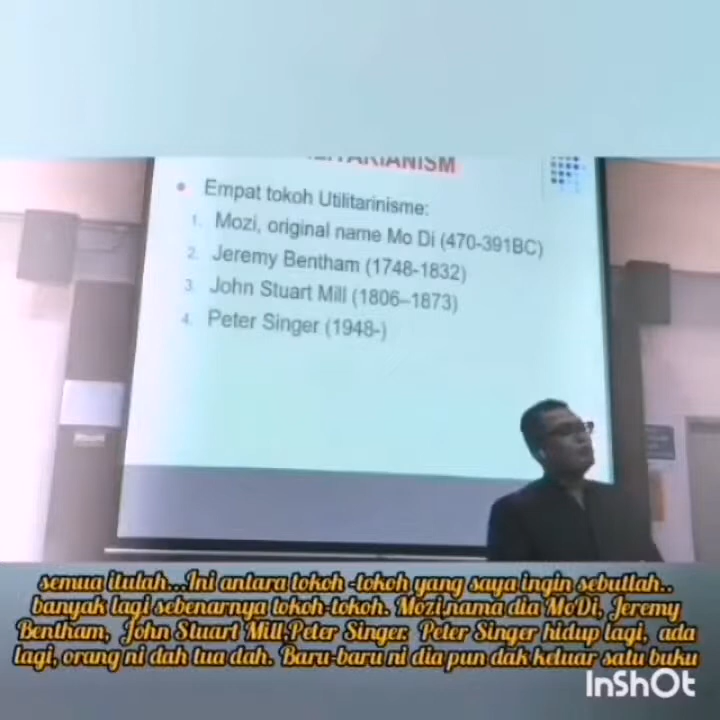 UTILITARIANISM
Empat tokoh Utilitarinisme:
1. Mozi, original name Mo Di (470-391BC)
2. Jeremy Bentham (1748-1832)
3. John Stuart Mill (1806–1873)
4. Peter Singer (1948-)
semua itulah...Ini antara tokoh -tokoh yang saya ingin sebutlah..
banyak lagi sebenarnya tokoh-tokoh. Mozi,nama dia MoDi, Jeremy
Bentham, John Stuart Mill,Peter Singer. Peter Singer hidup lagi, ada
lagi, orang ni dah tua dah. Baru-baru ni dia pun dak keluar satu buku
InShOt